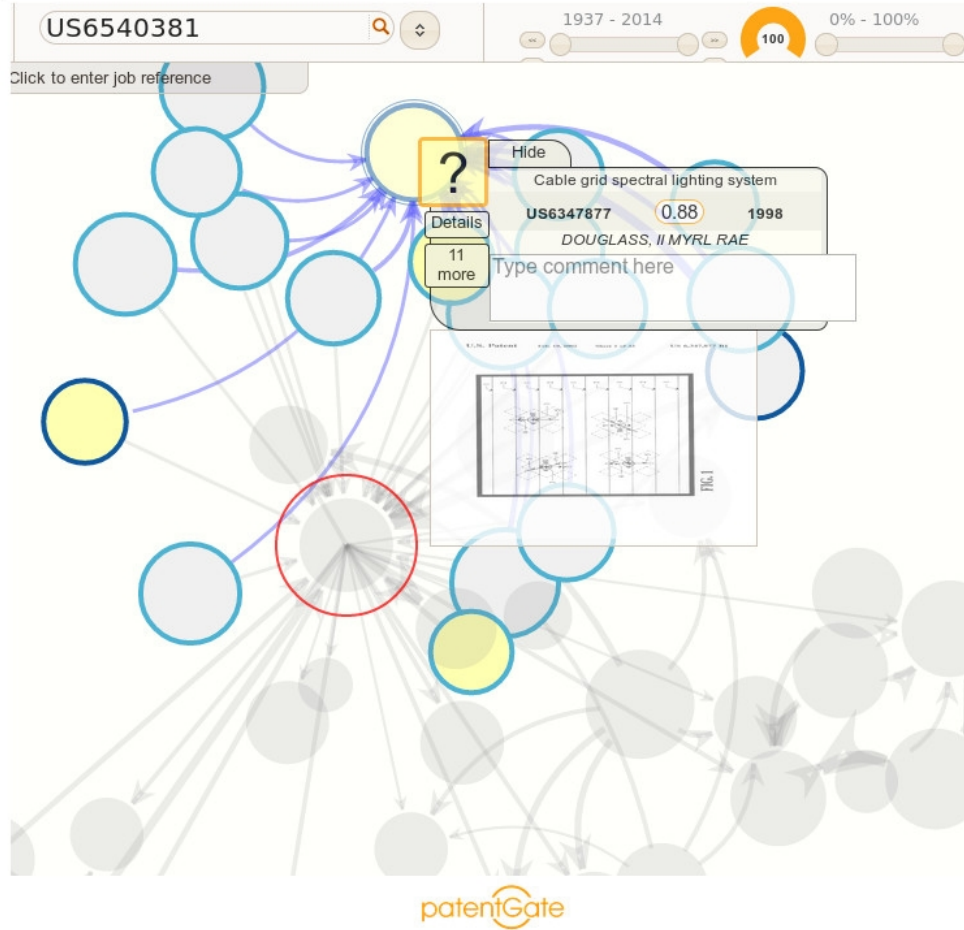 US6540381
1937 - 2014
100
0% - 100%
Click to enter job reference
?
Hide
Cable grid spectral lighting system
US6347877 0.88 1998
DOUGLASS, II MYRL RAE
Details
11
more
Type comment here
U.S. Patent
FIG.1
patentGate